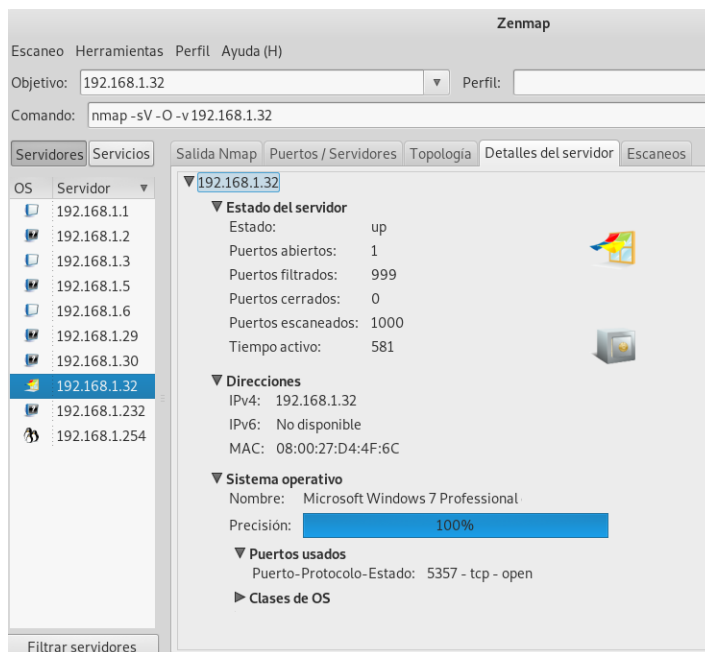 Zenmap
Escaneo Herramientas Perfil Ayuda (H)
Objetivo: 192.168.1.32 Perfil:
Comando: nmap -sV -O -v 192.168.1.32
Servidores Servicios
OS Servidor
192.168.1.1
192.168.1.2
192.168.1.3
192.168.1.5
192.168.1.6
192.168.1.29
192.168.1.30
192.168.1.32
192.168.1.232
192.168.1.254
Filtrar servidores
Salida Nmap Puertos / Servidores Topología Detalles del servidor Escaneos
192.168.1.32
Estado del servidor
Estado: up
Puertos abiertos: 1
Puertos filtrados: 999
Puertos cerrados: 0
Puertos escaneados: 1000
Tiempo activo: 581
Direcciones
IPv4: 192.168.1.32
IPv6: No disponible
MAC: 08:00:27:D4:4F:6C
Sistema operativo
Nombre: Microsoft Windows 7 Professional
Precisión: 100%
Puertos usados
Puerto-Protocolo-Estado: 5357 - tcp - open
Clases de OS